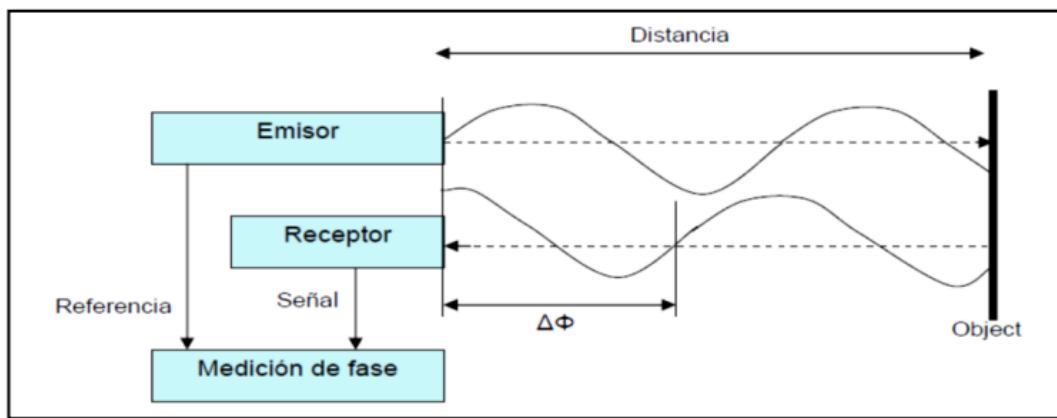 Distancia
Emisor
Receptor
Referencia
Señal
ΔΦ
Object
Medición de fase